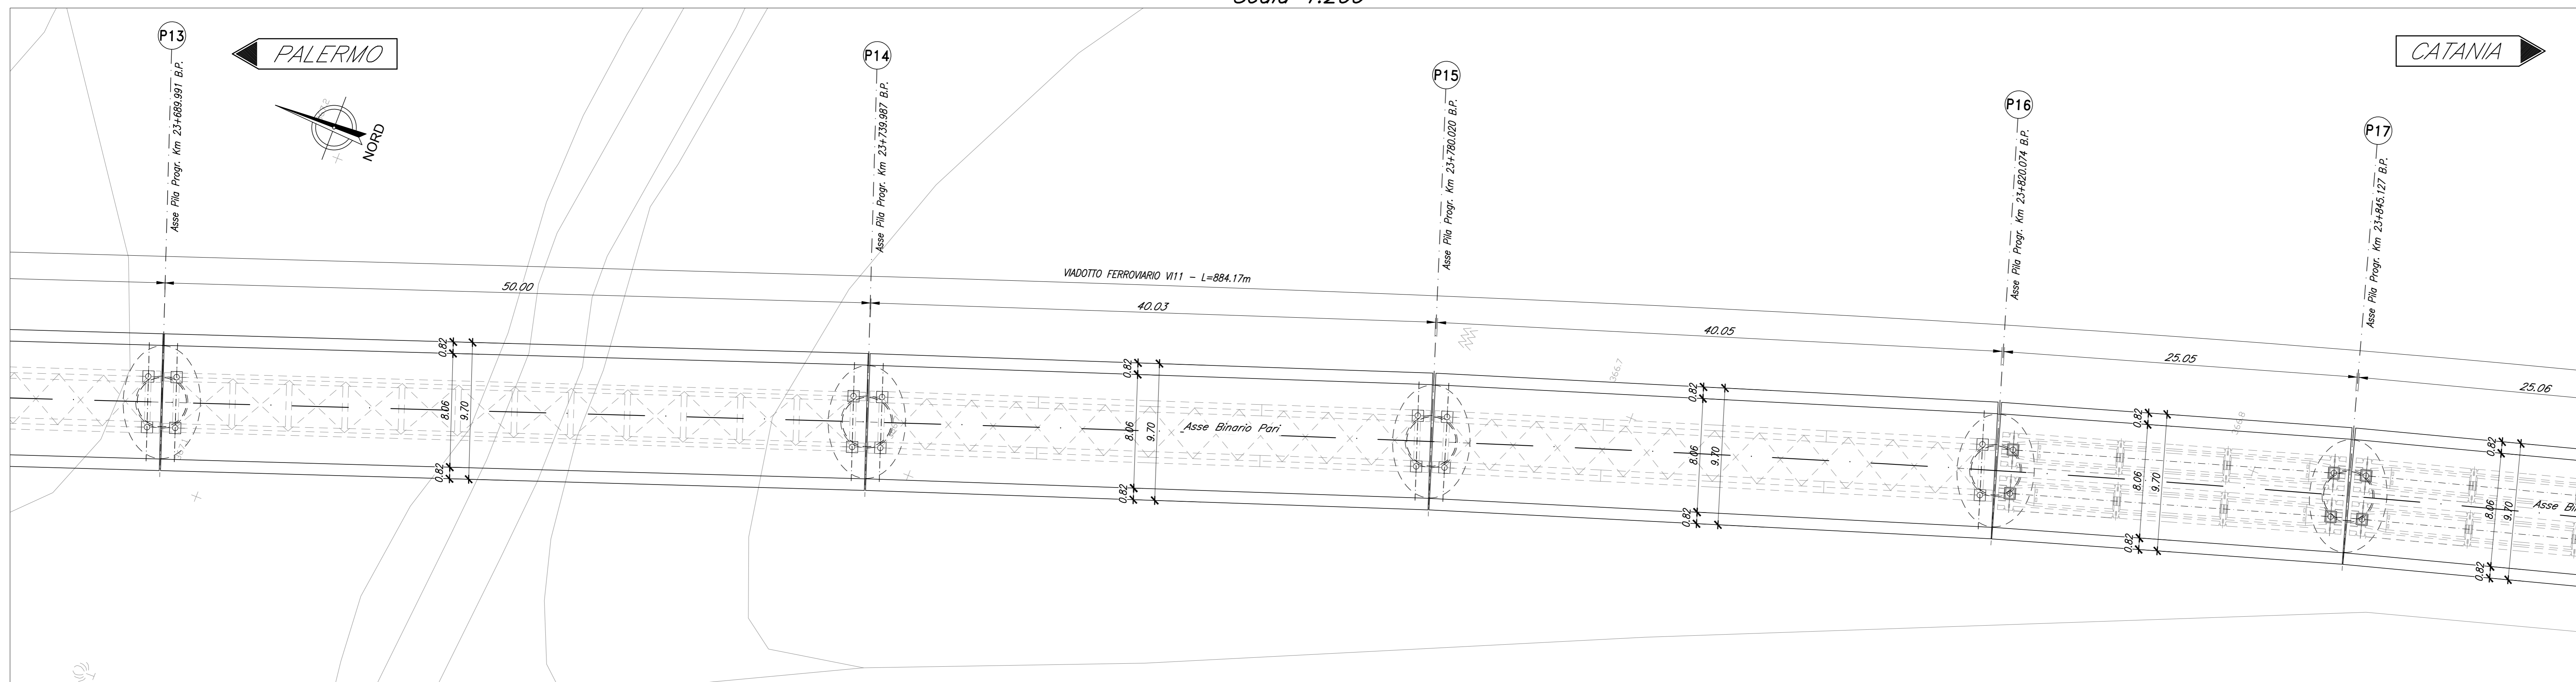 P13
PALERMO
NORD
P14
P15
P16
P17
CATANIA
Asse Pila Progr. Km 23+689.991 B.P.
Asse Pila Progr. Km 23+739.987 B.P.
Asse Pila Progr. Km 23+780.020 B.P.
Asse Pila Progr. Km 23+820.074 B.P.
Asse Pila Progr. Km 23+845.127 B.P.
VIADOTTO FERROVIARIO VI11 - L=884.17m
50.00
40.03
40.05
25.05
25.06
0.82
8.06
9.70
0.82
0.82
8.06
9.70
0.82
Asse Binario Pari
366.7
0.82
8.06
9.70
0.82
366.8
0.82
8.06
9.70
0.82
0.82
8.06
9.70
0.82